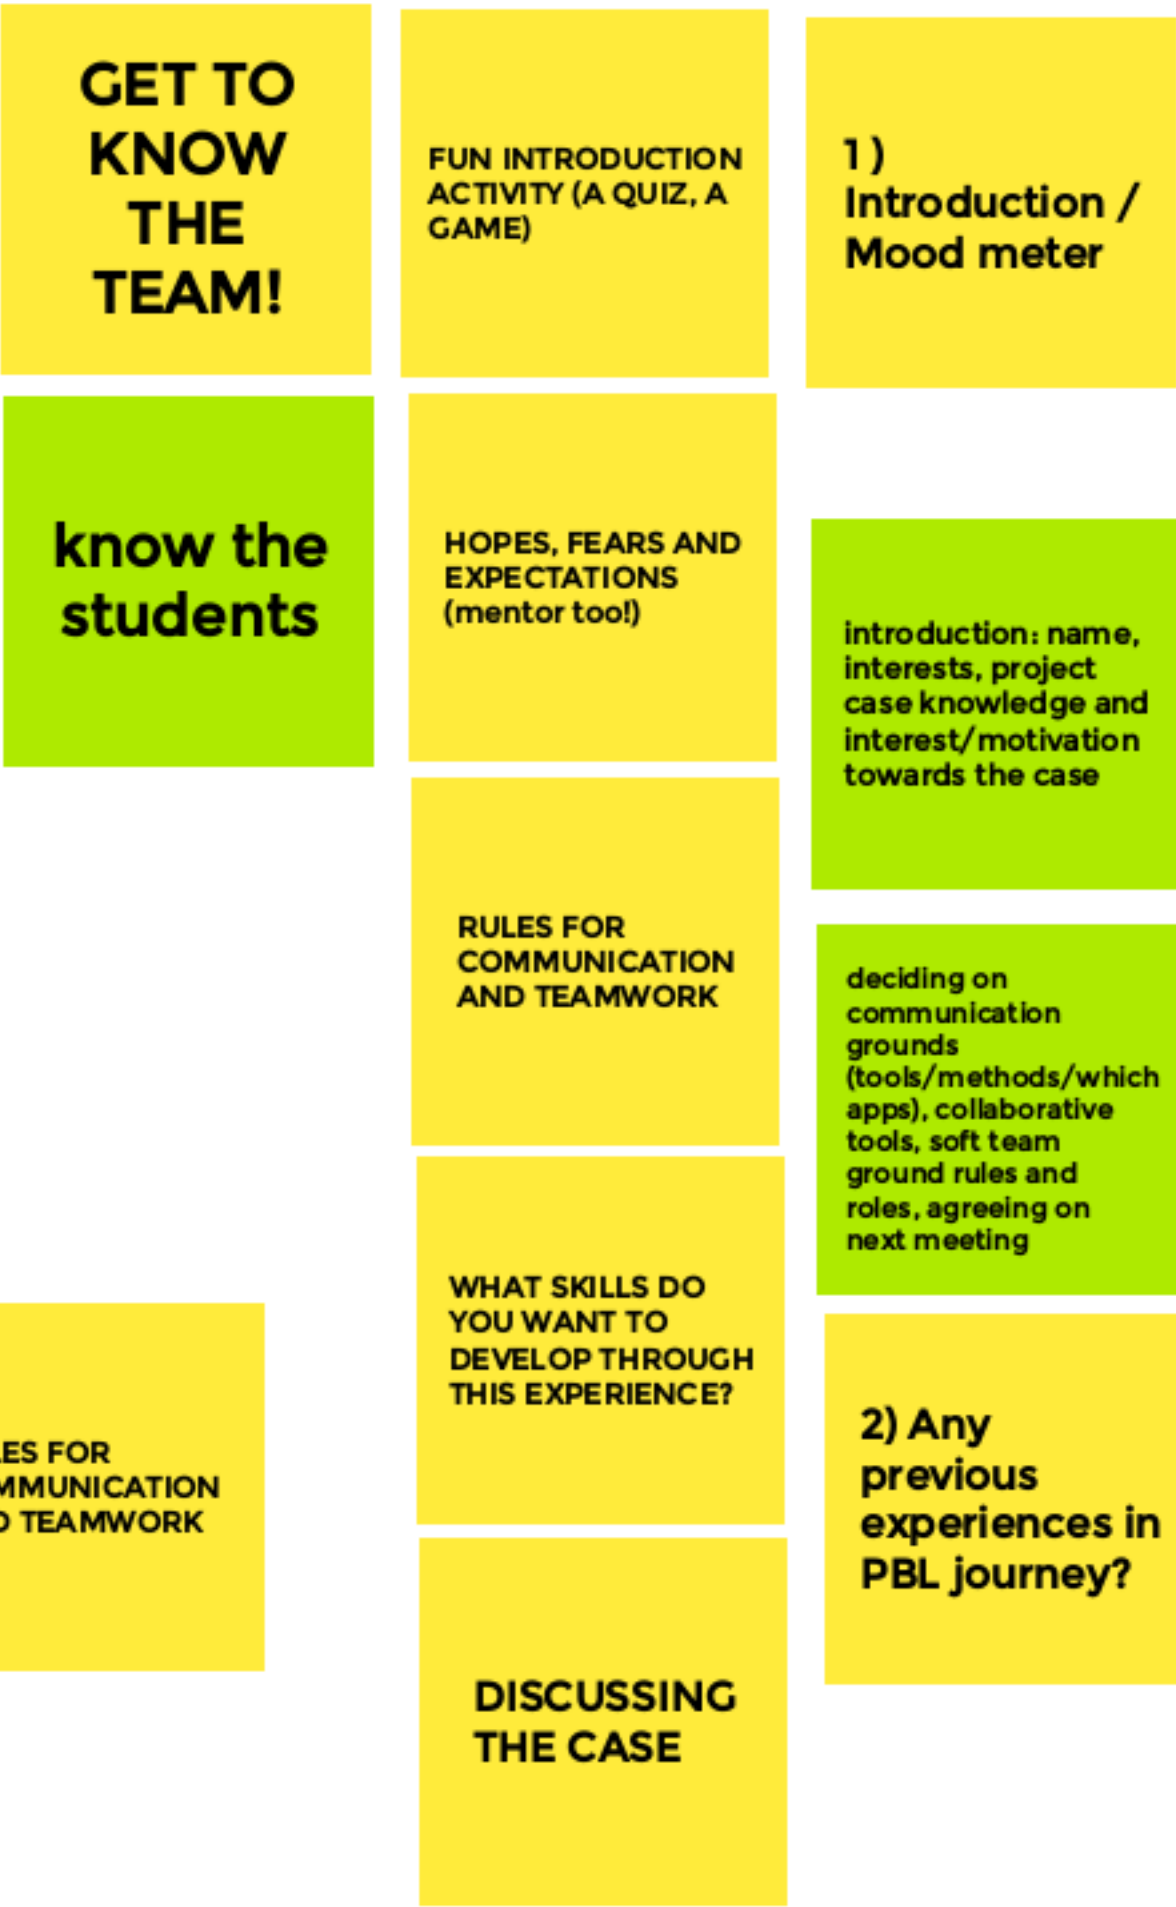 GET TO
KNOW
THE
TEAM!
know the
students
ES FOR
MMUNICATION
TEAMWORK
FUN INTRODUCTION
ACTIVITY (A QUIZ, A
GAME)
HOPES, FEARS AND
EXPECTATIONS
(mentor too!)
RULES FOR
COMMUNICATION
AND TEAMWORK
WHAT SKILLS DO
YOU WANT TO
DEVELOP THROUGH
THIS EXPERIENCE?
DISCUSSING
THE CASE
1)
Introduction /
Mood meter
introduction: name,
interests, project
case knowledge and
interest/motivation
towards the case
deciding on
communication
grounds
(tools/methods/which
apps), collaborative
tools, soft team
ground rules and
roles, agreeing on
next meeting
2) Any
previous
experiences in
PBL journey?